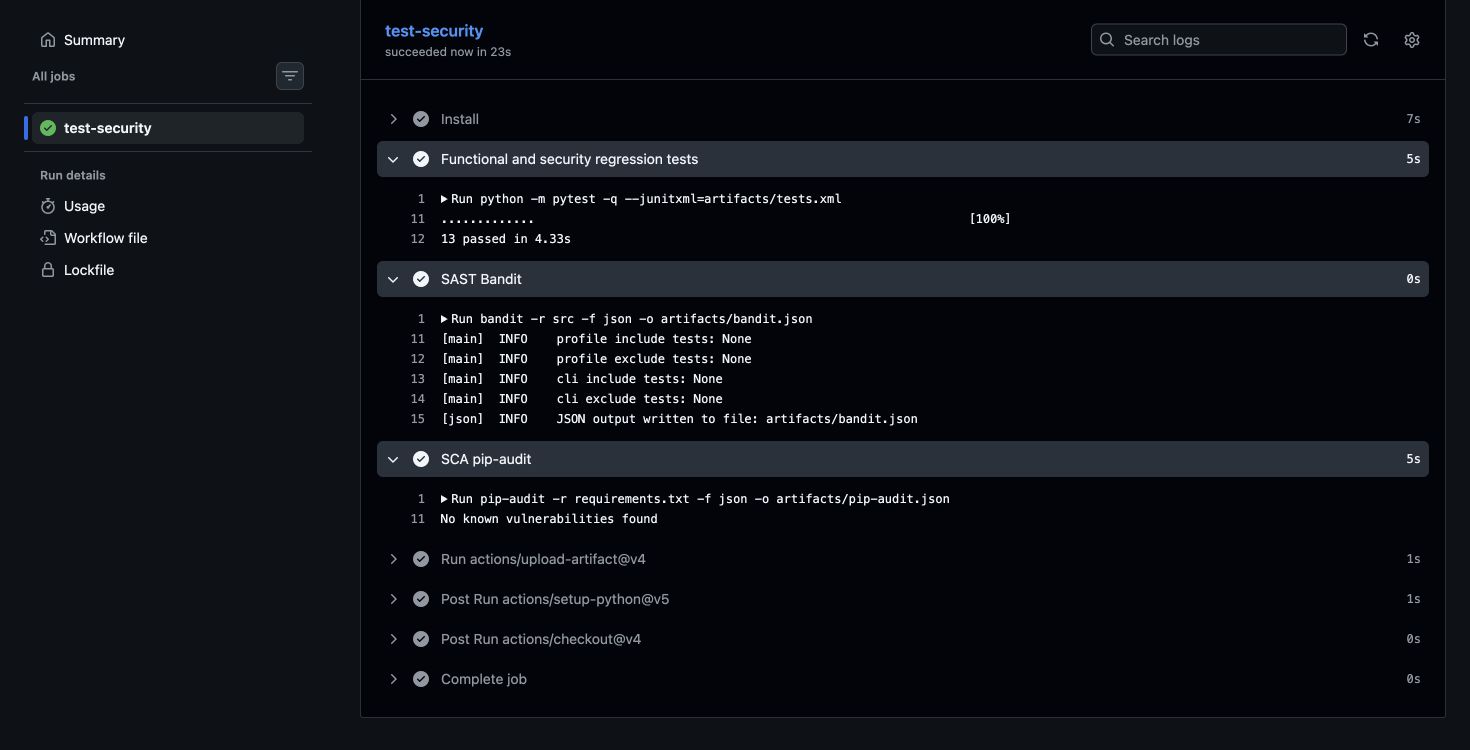 Summary
All jobs
test-security
Run details
Usage
Workflow file
Lockfile
test-security
succeeded now in 23s
Search logs
Install 7s
Functional and security regression tests 5s
1 Run python -m pytest -q --junitxml=artifacts/tests.xml
11 ............. [100%]
12 13 passed in 4.33s
SAST Bandit 0s
1 Run bandit -r src -f json -o artifacts/bandit.json
11 [main] INFO profile include tests: None
12 [main] INFO profile exclude tests: None
13 [main] INFO cli include tests: None
14 [main] INFO cli exclude tests: None
15 [json] INFO JSON output written to file: artifacts/bandit.json
SCA pip-audit 5s
1 Run pip-audit -r requirements.txt -f json -o artifacts/pip-audit.json
11 No known vulnerabilities found
Run actions/upload-artifact@v4 1s
Post Run actions/setup-python@v5 1s
Post Run actions/checkout@v4 0s
Complete job 0s